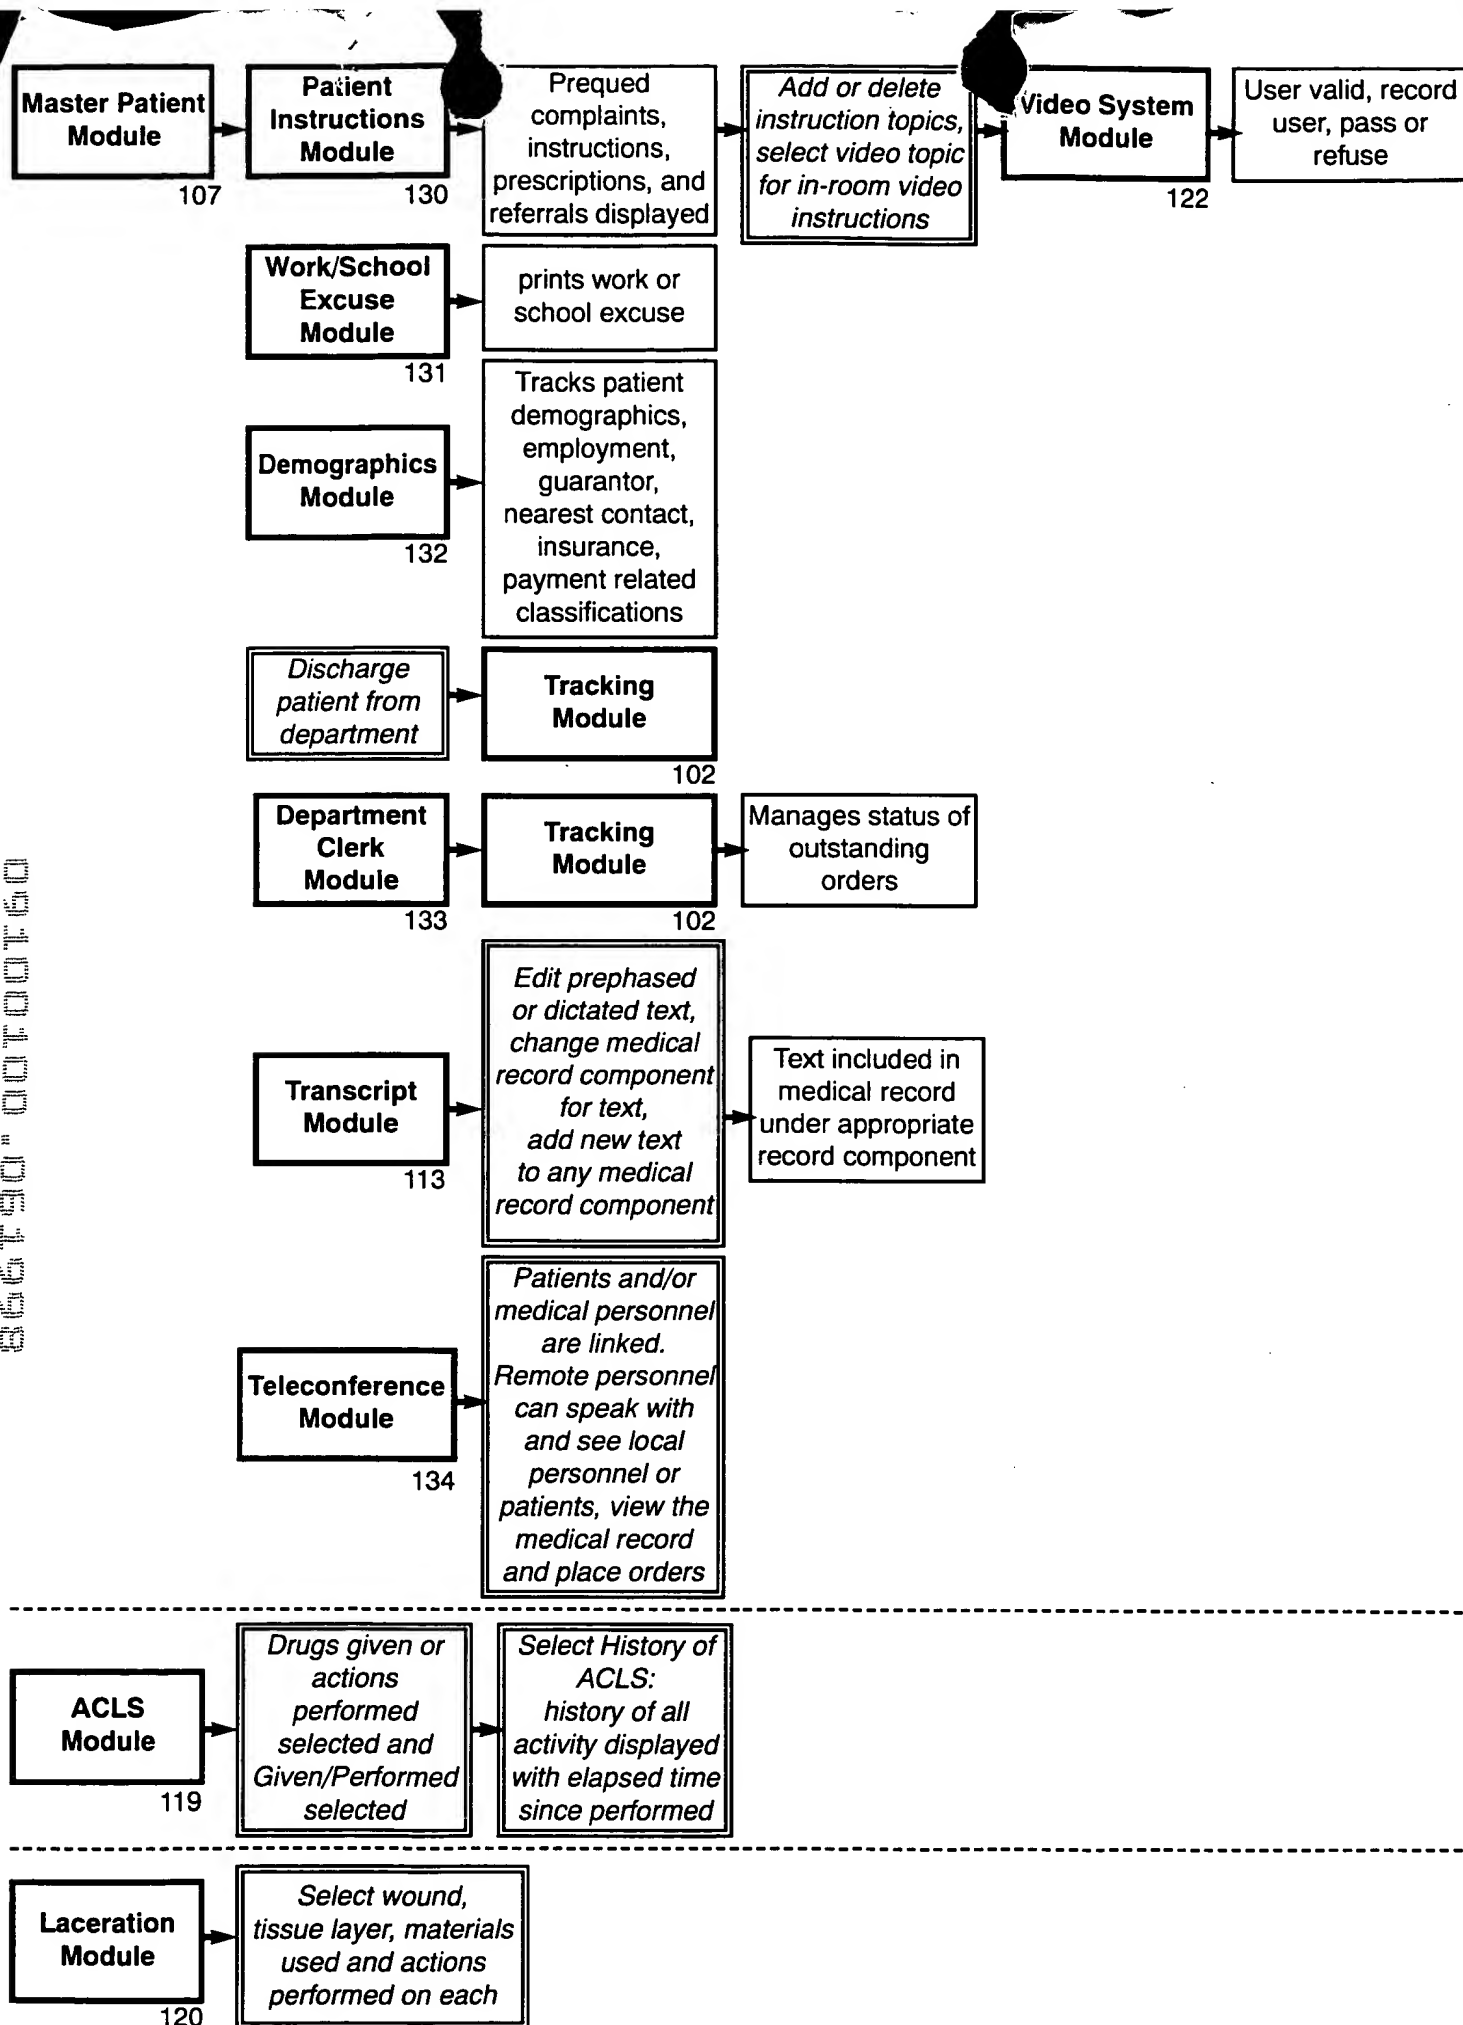 Master Patient
Module
107
Patient
Instructions
Module
130
Prequed
complaints,
instructions,
prescriptions, and
referrals displayed
Add or delete
instruction topics,
select video topic
for in-room video
instructions
Video System
Module
122
User valid, record
user, pass or
refuse
Work/School
Excuse
Module
131
prints work or
school excuse
Demographics
Module
132
Tracks patient
demographics,
employment,
guarantor,
nearest contact,
insurance,
payment related
classifications
Discharge
patient from
department
Tracking
Module
102
Department
Clerk
Module
133
Tracking
Module
102
Manages status of
outstanding
orders
Transcript
Module
113
Edit prephased
or dictated text,
change medical
record component
for text,
add new text
to any medical
record component
Text included in
medical record
under appropriate
record component
Teleconference
Module
134
Patients and/or
medical personnel
are linked.
Remote personnel
can speak with
and see local
personnel or
patients, view the
medical record
and place orders
ACLS
Module
119
Drugs given or
actions
performed
selected and
Given/Performed
selected
Select History of
ACLS:
history of all
activity displayed
with elapsed time
since performed
Laceration
Module
120
Select wound,
tissue layer, materials
used and actions
performed on each